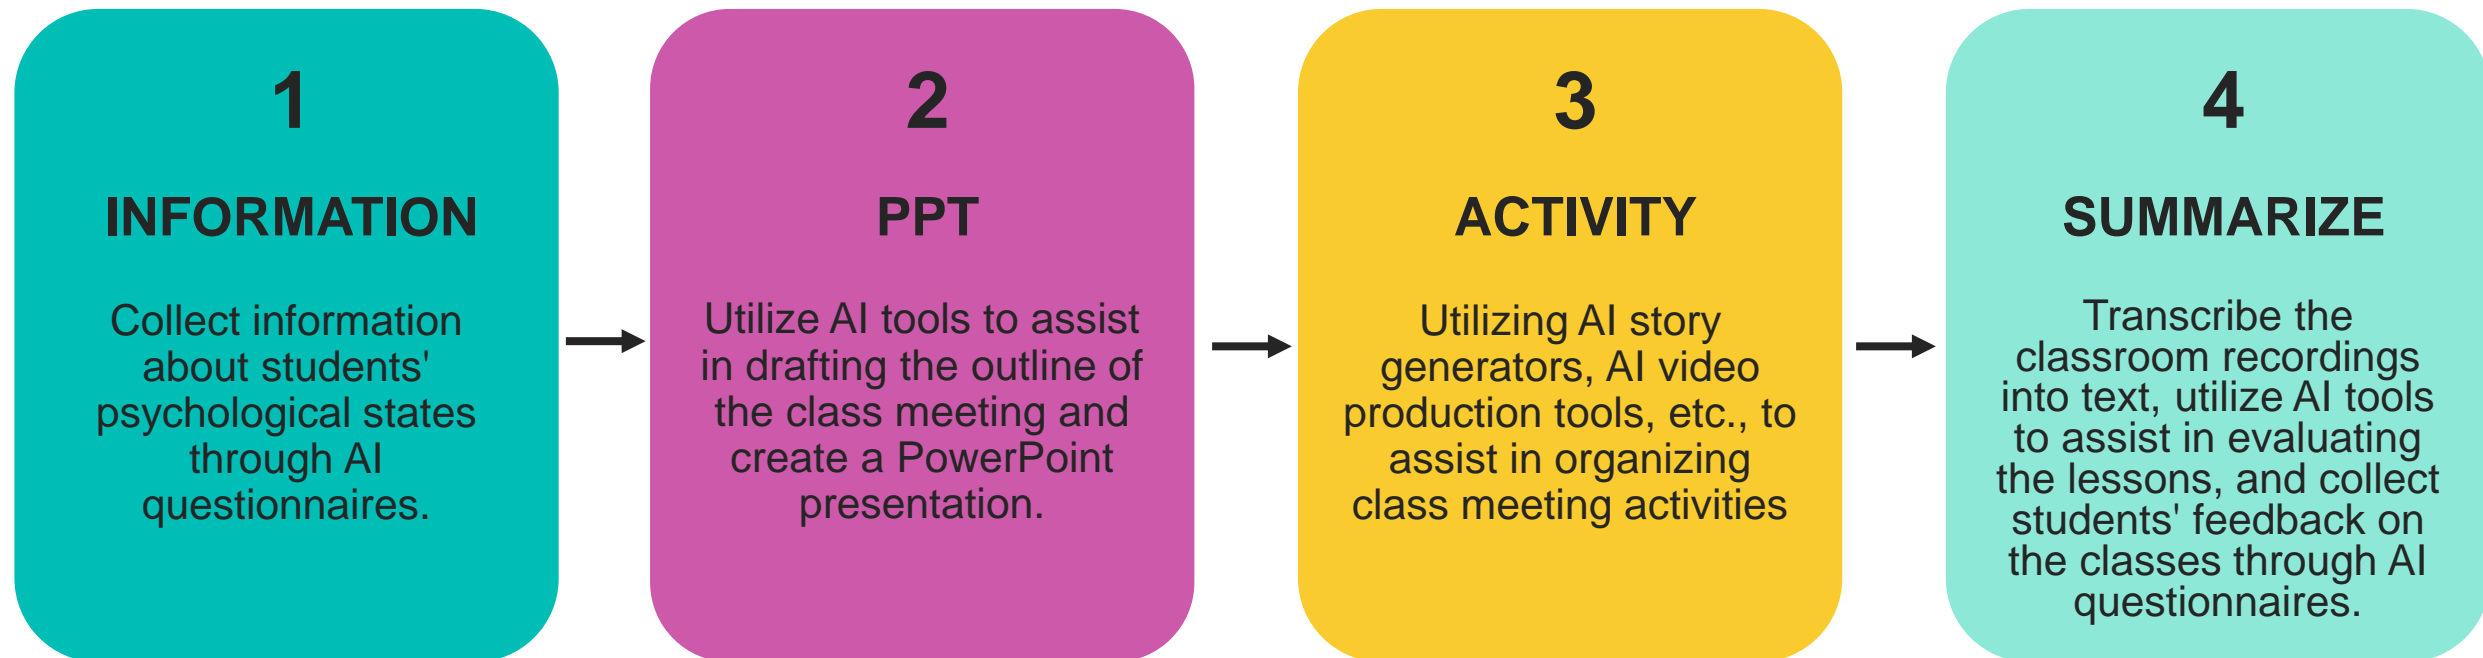 1
INFORMATION
Collect information
about students'
psychological states
through AI
questionnaires.
2
PPT
Utilize AI tools to assist
in drafting the outline of
the class meeting and
create a PowerPoint
presentation.
3
ACTIVITY
Utilizing AI story
generators, AI video
production tools, etc., to
assist in organizing
class meeting activities
4
SUMMARIZE
Transcribe the
classroom recordings
into text, utilize AI tools
to assist in evaluating
the lessons, and collect
students' feedback on
the classes through AI
questionnaires.